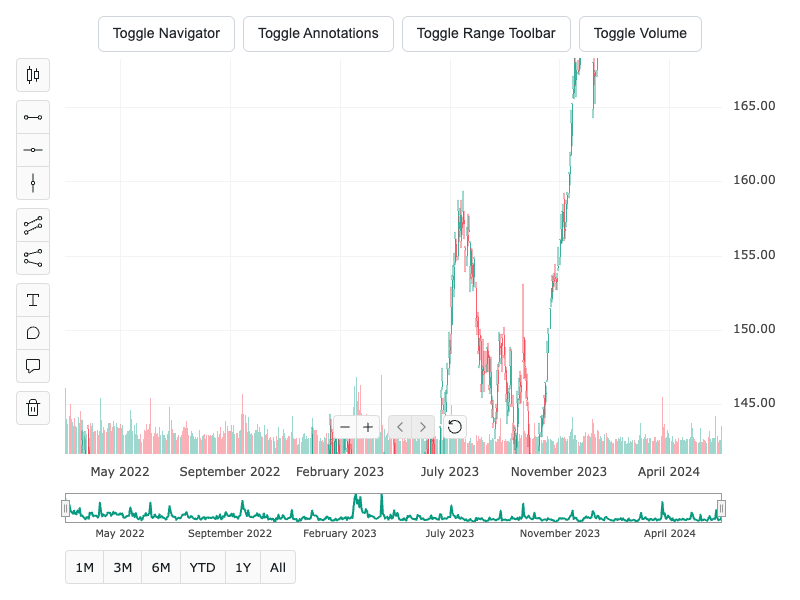 Toggle Navigator Toggle Annotations Toggle Range Toolbar Toggle Volume
165.00
160.00
155.00
150.00
145.00
T
May 2022 September 2022 February 2023 July 2023 November 2023 April 2024
May 2022 September 2022 February 2023 July 2023 November 2023 April 2024
1M 3M 6M YTD 1Y All